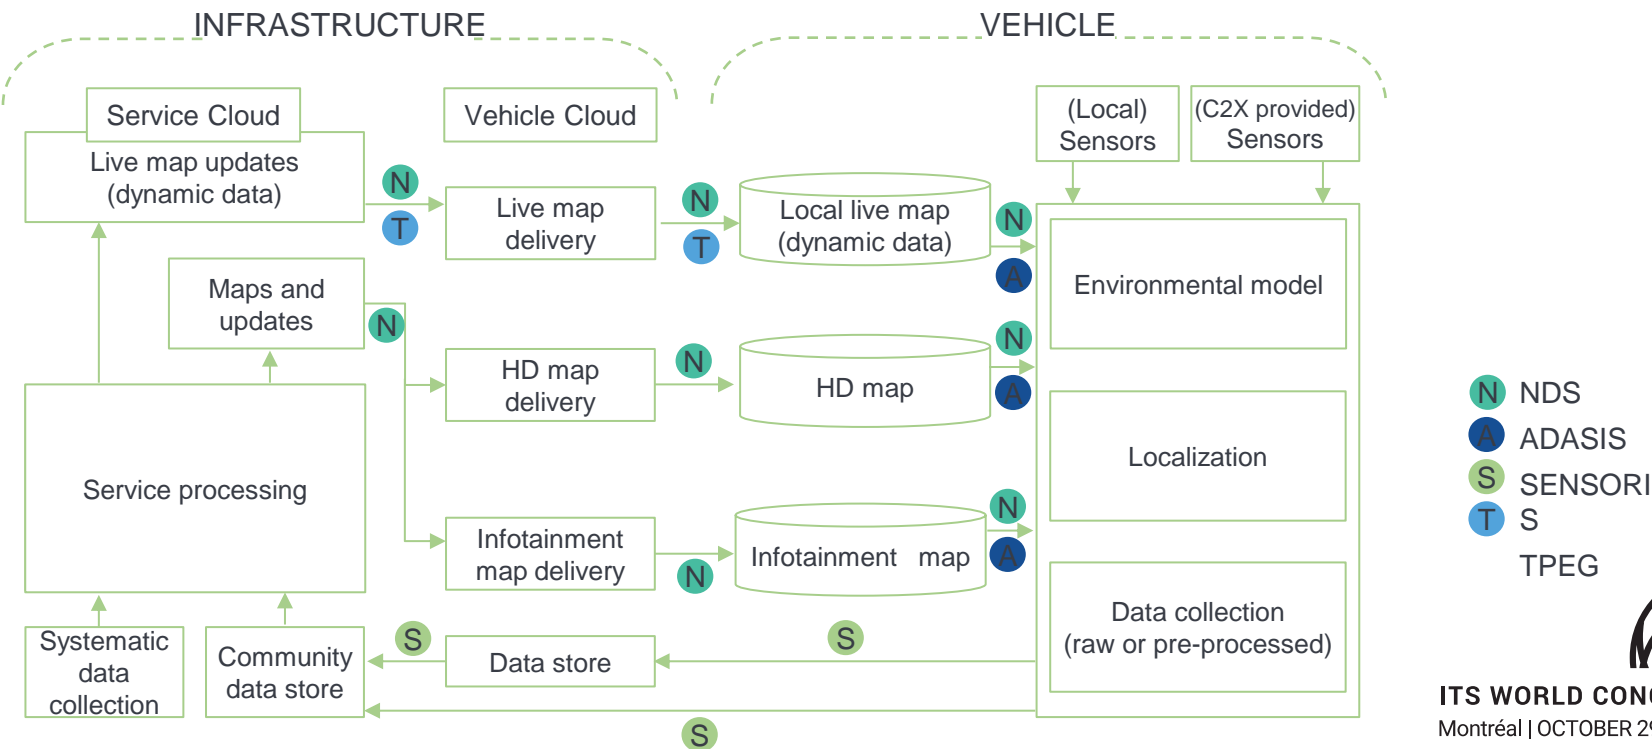 INFRASTRUCTURE
VEHICLE
Service Cloud
Vehicle Cloud
(Local)
Sensors
(C2X provided)
Sensors
Live map updates
(dynamic data)
N
T
Live map
delivery
N
T
Local live map
(dynamic data)
N
A
Environmental model
Maps and
updates
N
HD map
delivery
N
HD map
N
A
Localization
Service processing
Infotainment
map delivery
N
Infotainment map
N
A
Data collection
(raw or pre-processed)
Systematic
data
collection
Community
data store
S
Data store
S
S
N NDS
A ADASIS
S SENSORI
T S
TPEG
ITS WORLD CONG
Montréal | OCTOBER 29